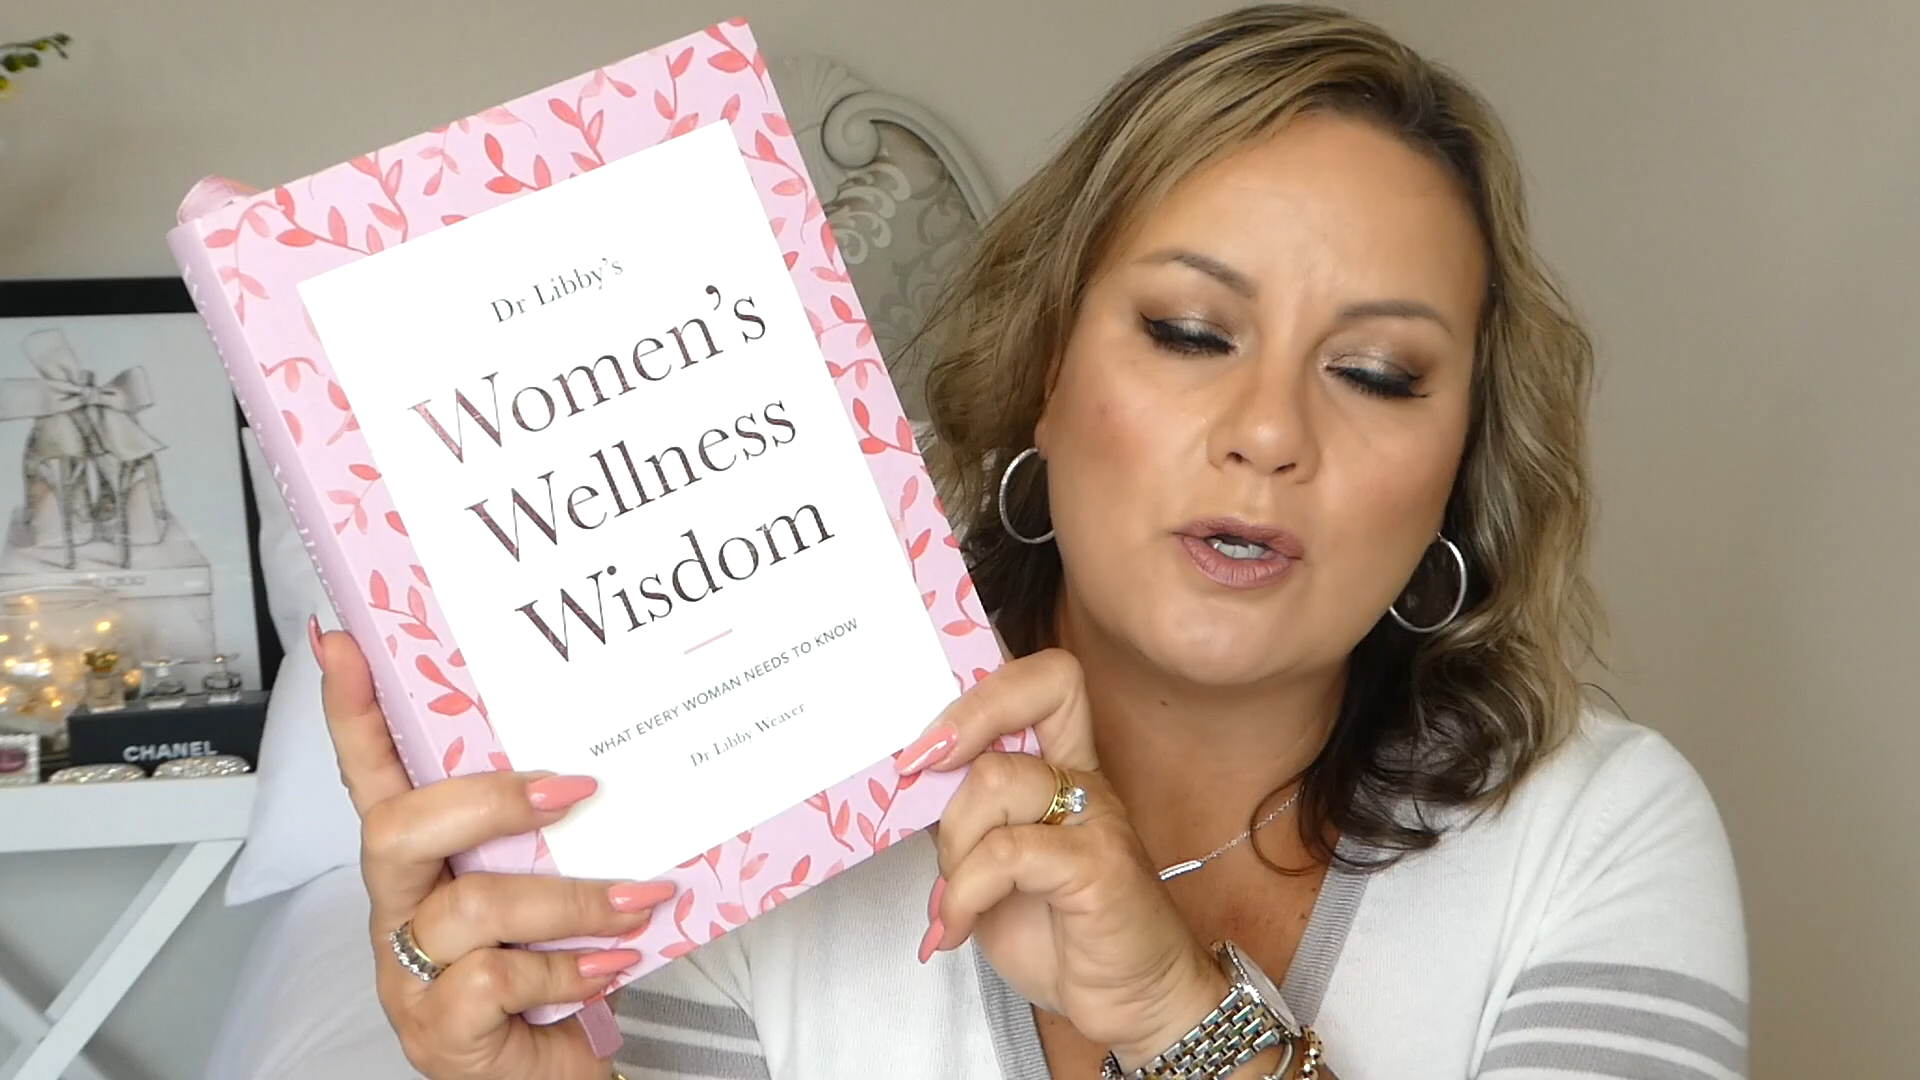 Dr Libby's
Women's
Wellness
Wisdom
WHAT EVERY WOMAN NEEDS TO KNOW
Dr Libby Weaver
CHANEL